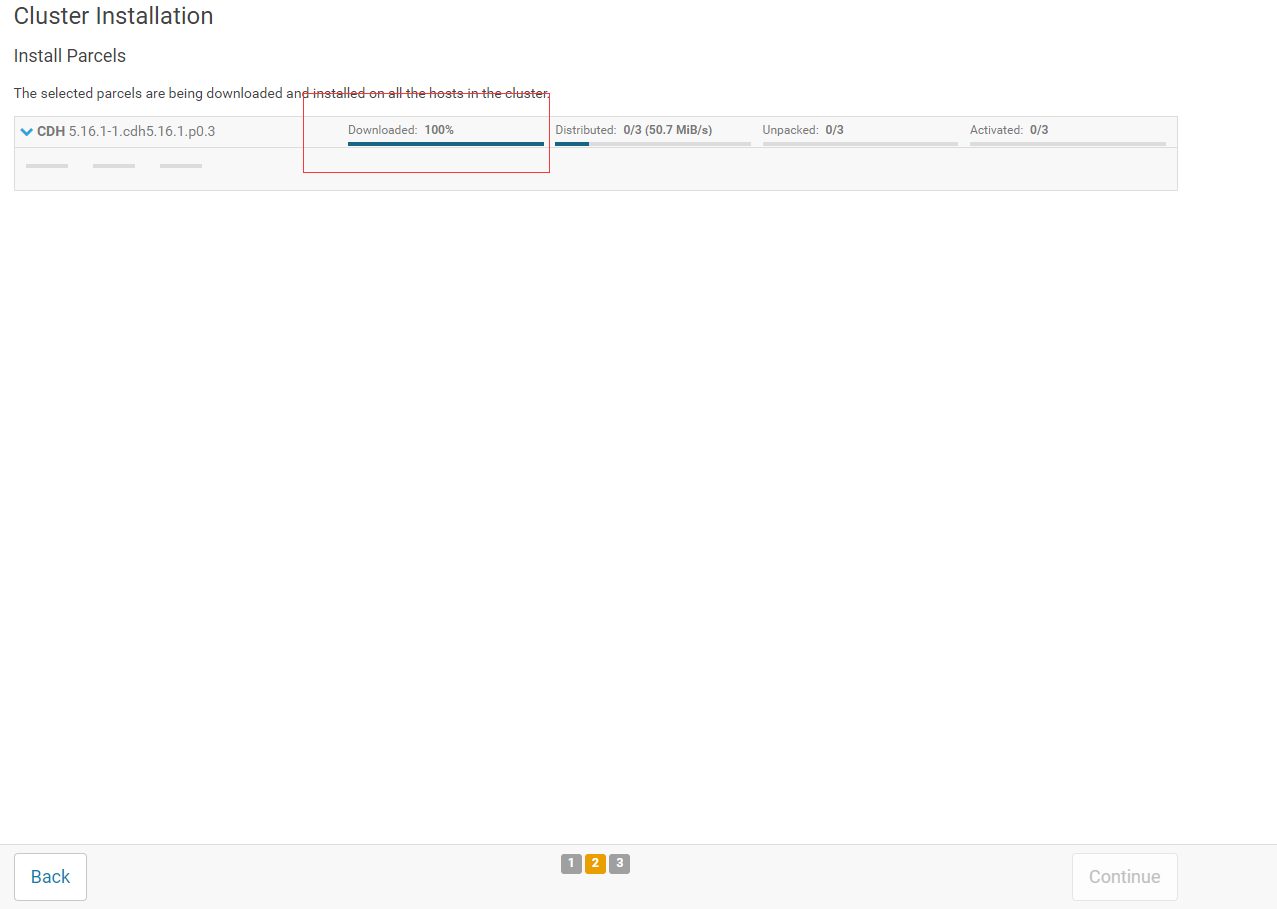 Cluster Installation
Install Parcels
The selected parcels are being downloaded and installed on all the hosts in the cluster.
CDH 5.16.1-1.cdh5.16.1.p0.3 Downloaded: 100% Distributed: 0/3 (50.7 MiB/s) Unpacked: 0/3 Activated: 0/3
Back 1 2 3 Continue